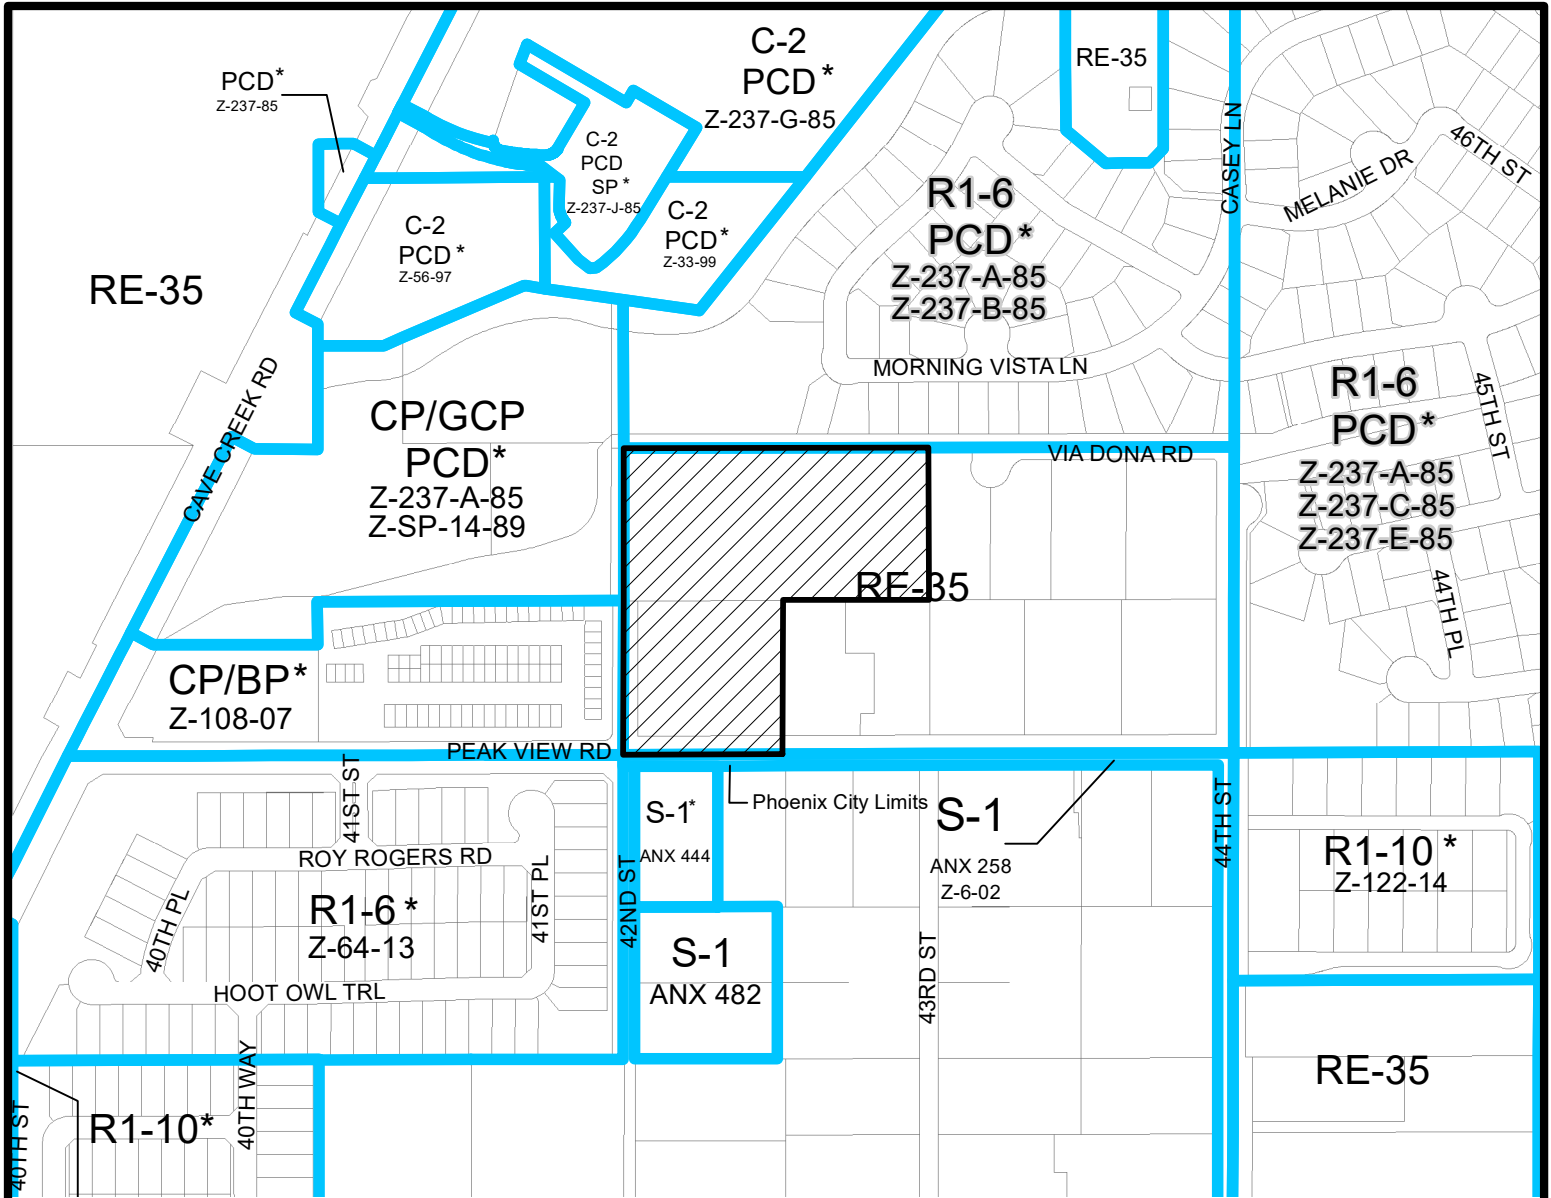 C-2
PCD*
Z-237-G-85
RE-35
PCD*
Z-237-85
C-2
PCD
SP*
Z-237-J-85
C-2
PCD*
Z-56-97
C-2
PCD*
Z-33-99
CASEY LN
46TH ST
MELANIE DR
R1-6
PCD*
Z-237-A-85
Z-237-B-85
RE-35
MORNING VISTA LN
CAVE CREEK RD
CP/GCP
PCD*
Z-237-A-85
Z-SP-14-89
R1-6
PCD*
Z-237-A-85
Z-237-C-85
Z-237-E-85
45TH ST
VIA DONA RD
RE-35
44TH PL
CP/BP*
Z-108-07
PEAK VIEW RD
41ST ST
S-1*
ANX 444
Phoenix City Limits
S-1
ANX 258
Z-6-02
44TH ST
R1-10*
Z-122-14
ROY ROGERS RD
40TH PL
R1-6*
Z-64-13
41ST PL
42ND ST
S-1
ANX 482
43RD ST
HOOT OWL TRL
40TH WAY
RE-35
R1-10*
40TH ST